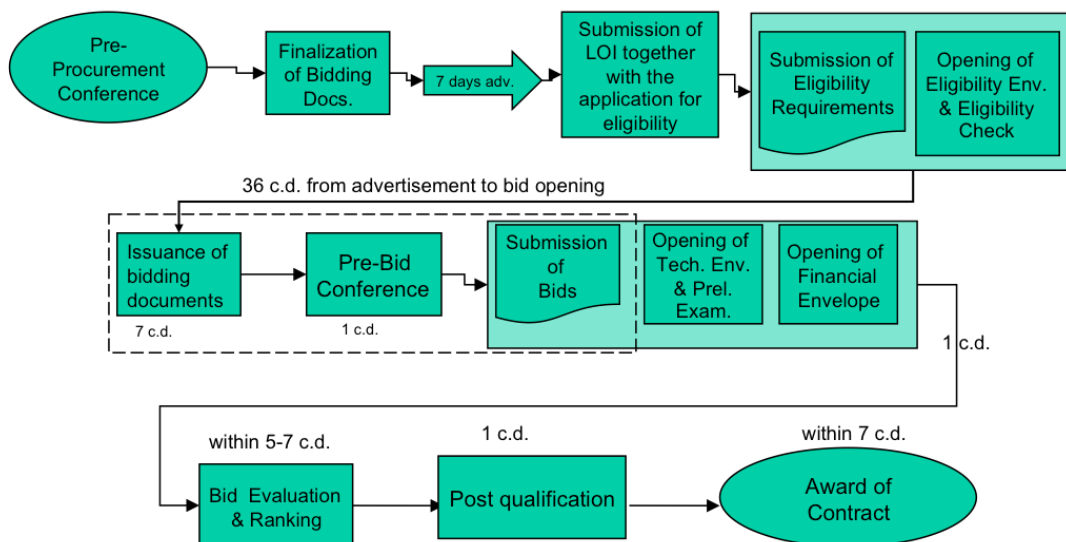 Pre-
Procurement
Conference
Finalization
of Bidding
Docs.
7 days adv.
Submission of
LOI together
with the
application for
eligibility
Submission of
Eligibility
Requirements
Opening of
Eligibility Env.
& Eligibility
Check
36 c.d. from advertisement to bid opening
Issuance of
bidding
documents
7 c.d.
Pre-Bid
Conference
1 c.d.
Submission
of
Bids
Opening of
Tech. Env.
& Prel.
Exam.
Opening of
Financial
Envelope
1 c.d.
within 5-7 c.d.
Bid Evaluation
& Ranking
1 c.d.
Post qualification
within 7 c.d.
Award of
Contract